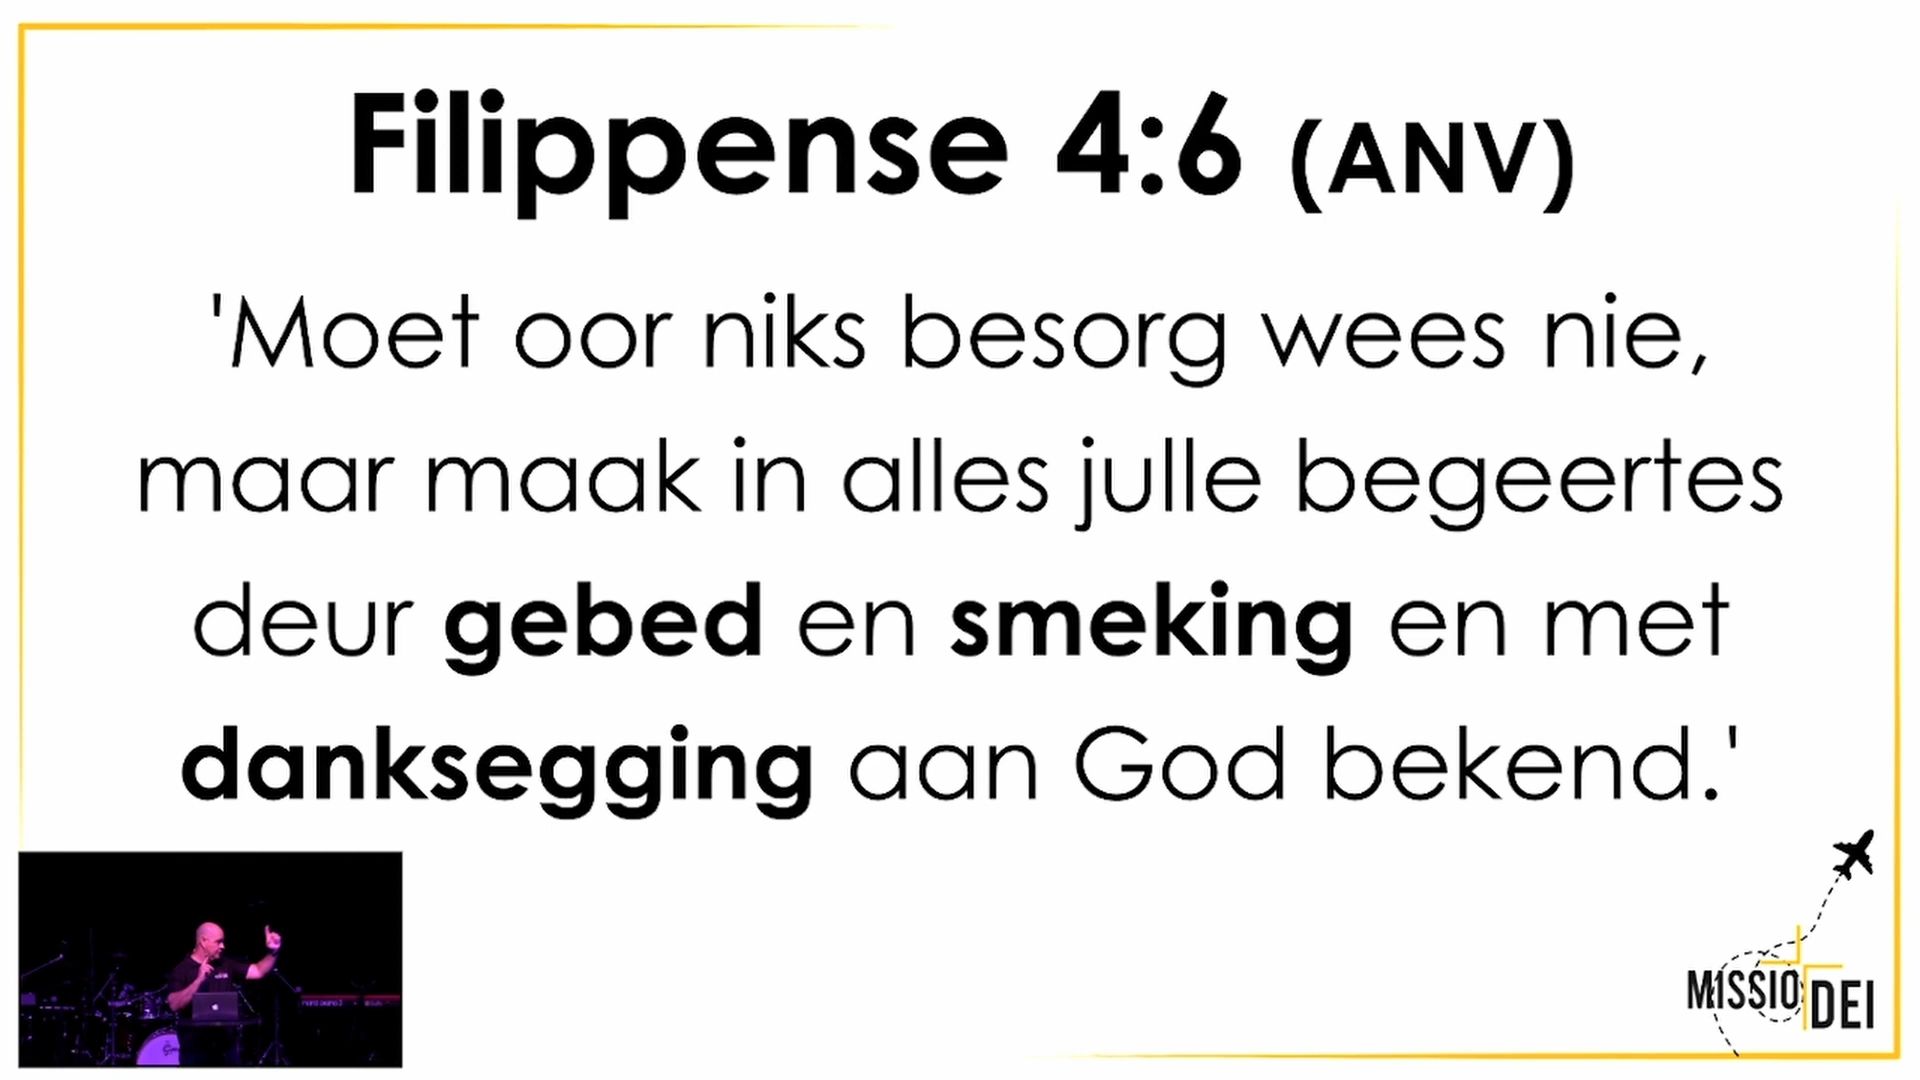 Filippense 4:6 (ANV)
'Moet oor niks besorg wees nie,
maar maak in alles julle begeertes
deur gebed en smeking en met
danksegging aan God bekend.'
MISSIO
DEI